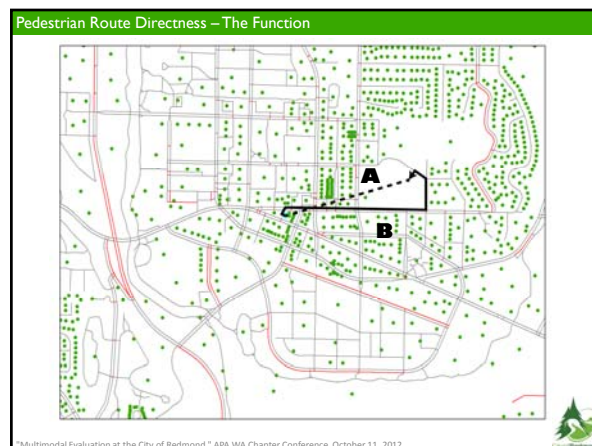 Pedestrian Route Directness – The Function
A
B
"Multimodal Evaluation at the City of Redmond," APA WA Chapter Conference, October 11, 2012